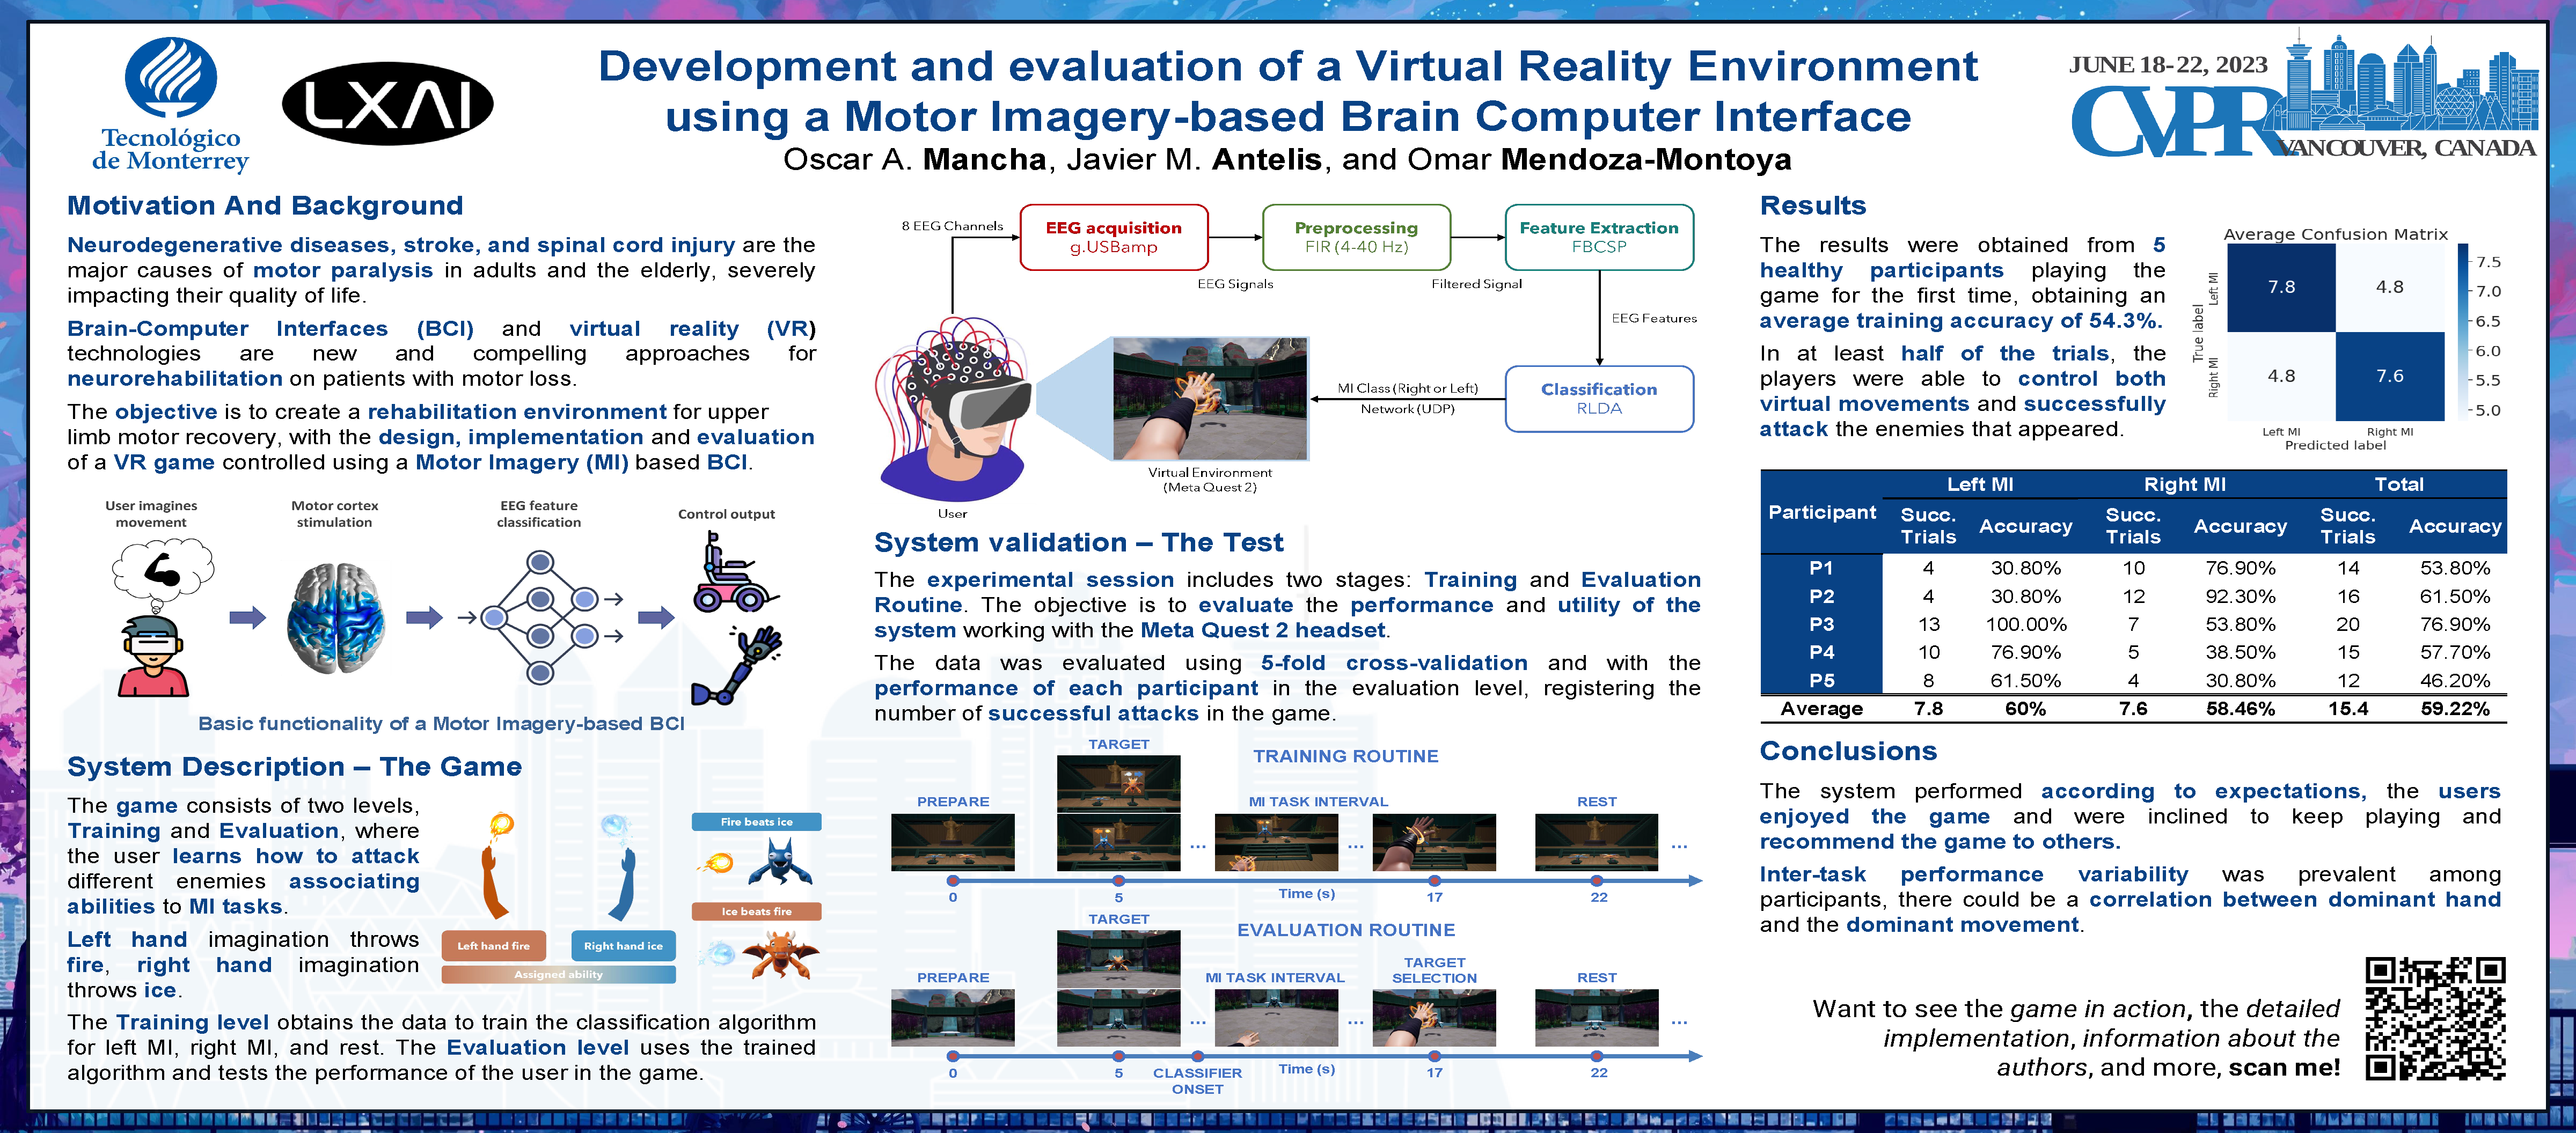 Tecnológico
de Monterrey
LXAI
Development and evaluation of a Virtual Reality Environment
using a Motor Imagery-based Brain Computer Interface
Oscar A. Mancha, Javier M. Antelis, and Omar Mendoza-Montoya
JUNE 18-22, 2023
CVPR
VANCOUVER, CANADA
Motivation And Background
Neurodegenerative diseases, stroke, and spinal cord injury are the
major causes of motor paralysis in adults and the elderly, severely
impacting their quality of life.
Brain-Computer Interfaces (BCI) and virtual reality (VR)
technologies are new and compelling approaches for
neurorehabilitation on patients with motor loss.
The objective is to create a rehabilitation environment for upper
limb motor recovery, with the design, implementation and evaluation
of a VR game controlled using a Motor Imagery (MI) based BCI.
User imagines
movement
Motor cortex
stimulation
EEG feature
classification
Control output
Basic functionality of a Motor Imagery-based BCI
System Description – The Game
The game consists of two levels,
Training and Evaluation, where
the user learns how to attack
different enemies associating
abilities to MI tasks.
Left hand imagination throws
fire, right hand imagination
throws ice.
Left hand fire
Right hand ice
Assigned ability
Fire beats ice
Ice beats fire
The Training level obtains the data to train the classification algorithm
for left MI, right MI, and rest. The Evaluation level uses the trained
algorithm and tests the performance of the user in the game.
8 EEG Channels
EEG acquisition
g.USBamp
EEG Signals
Preprocessing
FIR (4-40 Hz)
Filtered Signal
Feature Extraction
FBCSP
EEG Features
Classification
RLDA
MI Class (Right or Left)
Network (UDP)
Virtual Environment
(Meta Quest 2)
User
System validation – The Test
The experimental session includes two stages: Training and Evaluation
Routine. The objective is to evaluate the performance and utility of the
system working with the Meta Quest 2 headset.
The data was evaluated using 5-fold cross-validation and with the
performance of each participant in the evaluation level, registering the
number of successful attacks in the game.
TRAINING ROUTINE
PREPARE
TARGET
MI TASK INTERVAL
REST
... ... ...
0 5 Time (s) 17 22
EVALUATION ROUTINE
PREPARE
TARGET
MI TASK INTERVAL
TARGET
SELECTION
REST
... ... ...
0 5 CLASSIFIER Time (s) 17 22
ONSET
Results
The results were obtained from 5
healthy participants playing the
game for the first time, obtaining an
average training accuracy of 54.3%.
In at least half of the trials, the
players were able to control both
virtual movements and successfully
attack the enemies that appeared.
Average Confusion Matrix
True label
Left MI
Right MI
7.8 4.8
4.8 7.6
Left MI Right MI
Predicted label
7.5
7.0
6.5
6.0
5.5
5.0
Participant Left MI Right MI Total
Succ. Trials Accuracy Succ. Trials Accuracy Succ. Trials Accuracy
P1 4 30.80% 10 76.90% 14 53.80%
P2 4 30.80% 12 92.30% 16 61.50%
P3 13 100.00% 7 53.80% 20 76.90%
P4 10 76.90% 5 38.50% 15 57.70%
P5 8 61.50% 4 30.80% 12 46.20%
Average 7.8 60% 7.6 58.46% 15.4 59.22%
Conclusions
The system performed according to expectations, the users
enjoyed the game and were inclined to keep playing and
recommend the game to others.
Inter-task performance variability was prevalent among
participants, there could be a correlation between dominant hand
and the dominant movement.
Want to see the game in action, the detailed
implementation, information about the
authors, and more, scan me!